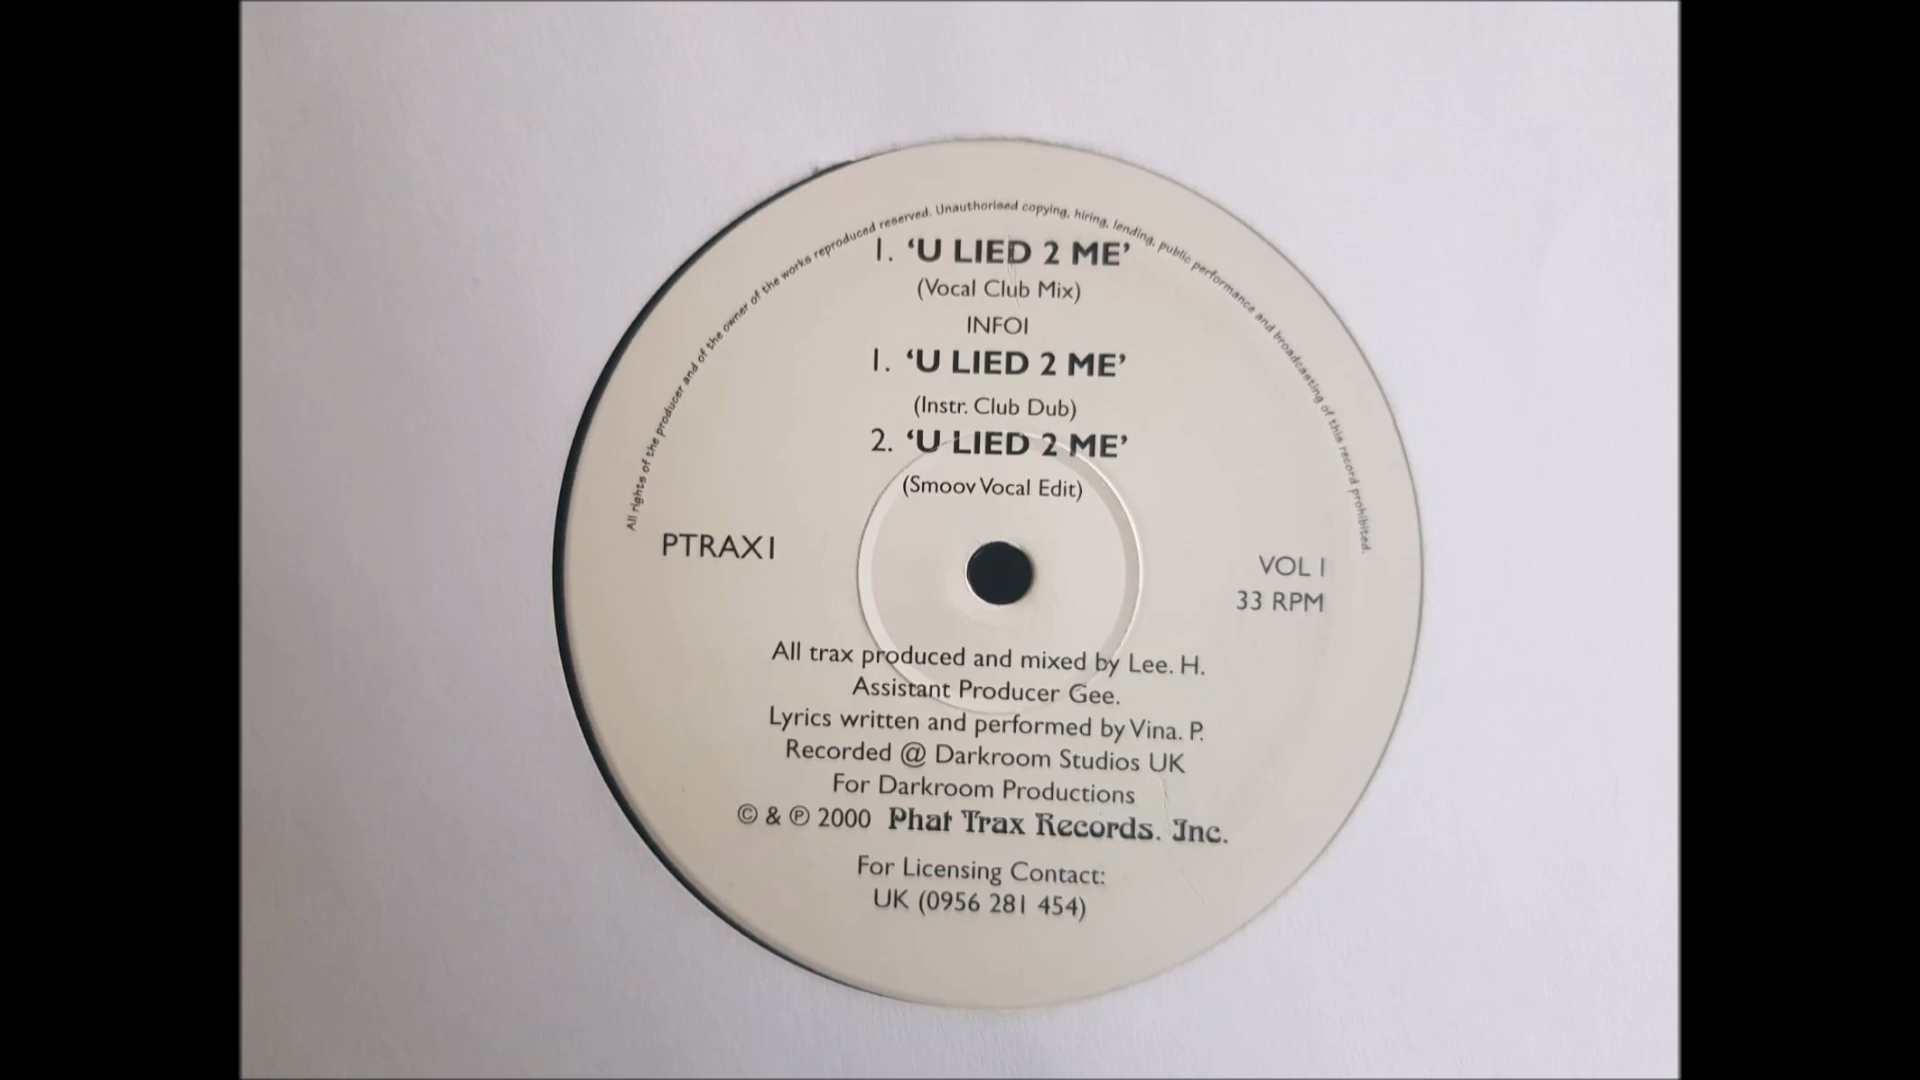 All rights of the producer and of the owner of the works reproduced reserved. Unauthorised copying, hiring, lending, public performance and broadcasting of this record prohibited.
1. ‘U LIED 2 ME’
(Vocal Club Mix)
INFO1
1. ‘U LIED 2 ME’
(Instr. Club Dub)
2. ‘U LIED 2 ME’
(Smoov Vocal Edit)
PTRAX1
VOL 1
33 RPM
All trax produced and mixed by Lee. H.
Assistant Producer Gee.
Lyrics written and performed by Vina. P.
Recorded @ Darkroom Studios UK
For Darkroom Productions
© & ℗ 2000 Phat Trax Records. Inc.
For Licensing Contact:
UK (0956 281 454)